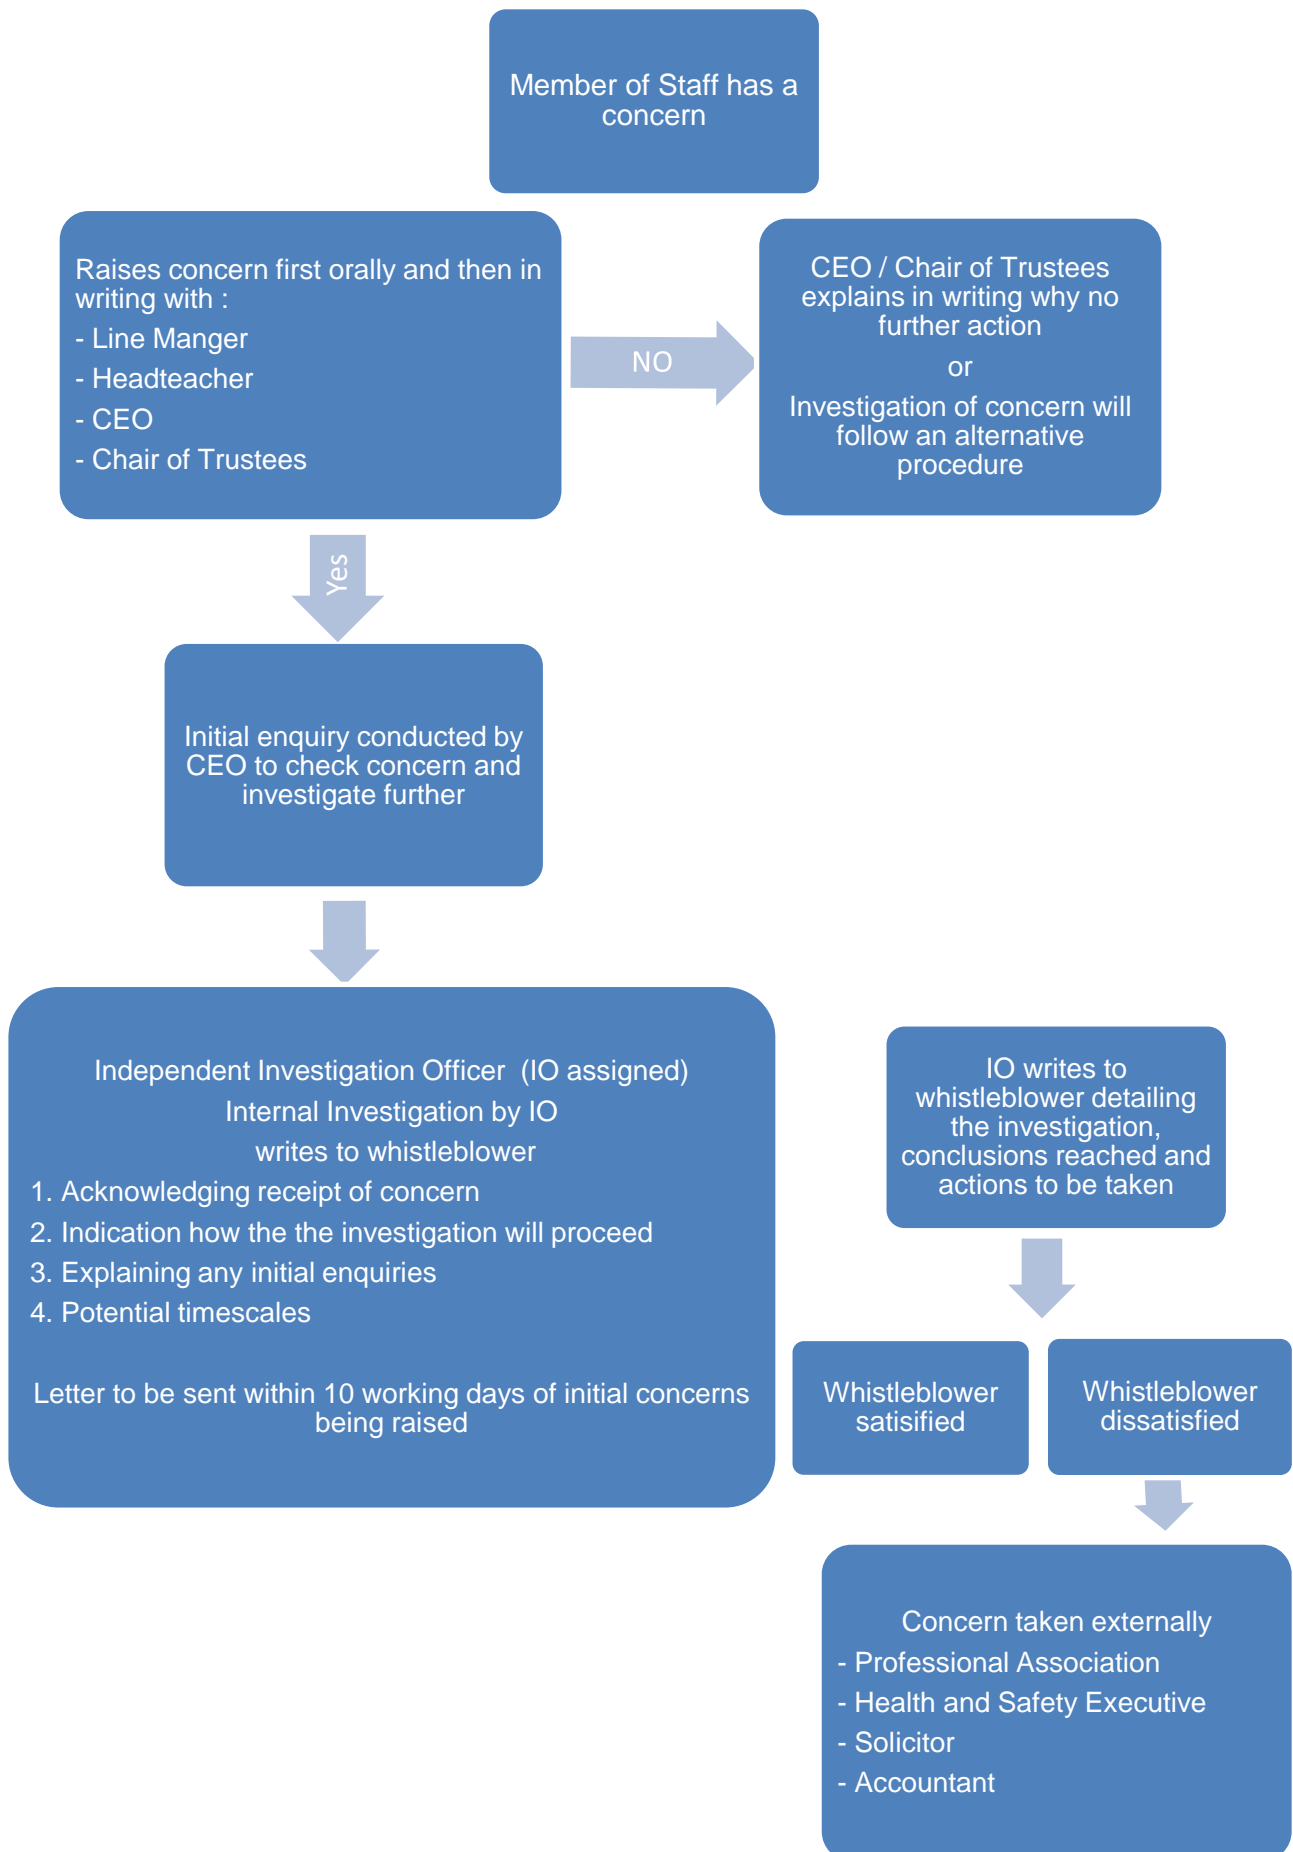 Member of Staff has a
concern
Raises concern first orally and then in
writing with :
- Line Manger
- Headteacher
- CEO
- Chair of Trustees
NO
CEO / Chair of Trustees
explains in writing why no
further action
or
Investigation of concern will
follow an alternative
procedure
Yes
Initial enquiry conducted by
CEO to check concern and
investigate further
Independent Investigation Officer  (IO assigned)
Internal Investigation by IO
writes to whistleblower
1. Acknowledging receipt of concern
2. Indication how the the investigation will proceed
3. Explaining any initial enquiries
4. Potential timescales
Letter to be sent within 10 working days of initial concerns
being raised
IO writes to
whistleblower detailing
the investigation,
conclusions reached and
actions to be taken
Whistleblower
satisified
Whistleblower
dissatisfied
Concern taken externally
- Professional Association
- Health and Safety Executive
- Solicitor
- Accountant